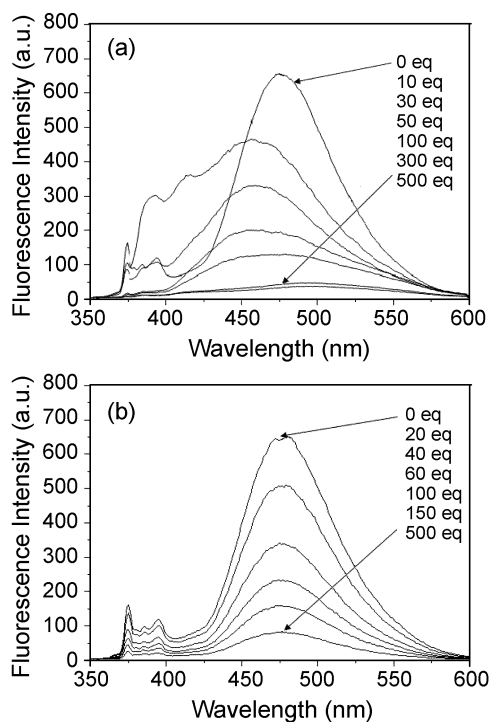 (a)
800
700
600
500
400
300
200
100
0
Fluorescence Intensity (a.u.)
0 eq
10 eq
30 eq
50 eq
100 eq
300 eq
500 eq
350 400 450 500 550 600
Wavelength (nm)
(b)
800
700
600
500
400
300
200
100
0
Fluorescence Intensity (a.u.)
0 eq
20 eq
40 eq
60 eq
100 eq
150 eq
500 eq
350 400 450 500 550 600
Wavelength (nm)